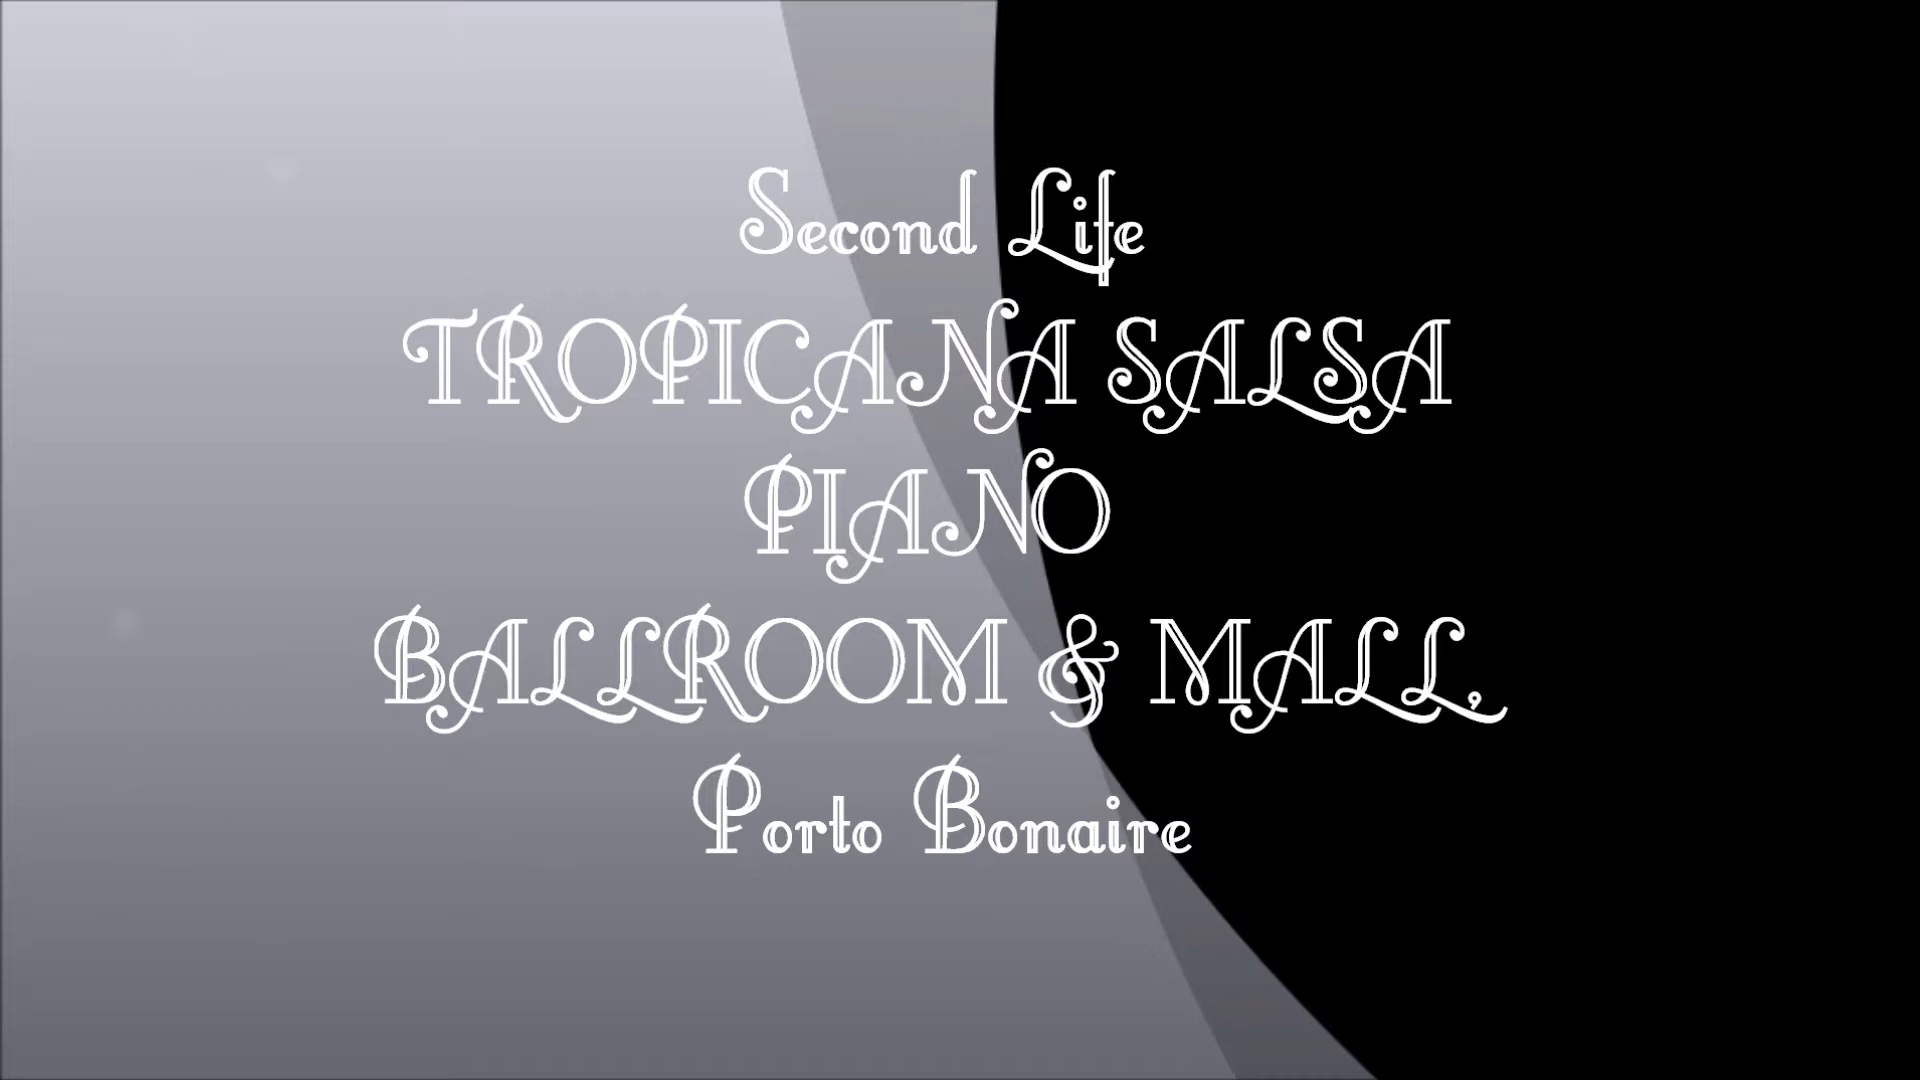 Second Life
TROPICANA SALSA
PIANO
BALLROOM & MALL,
Porto Bonaire